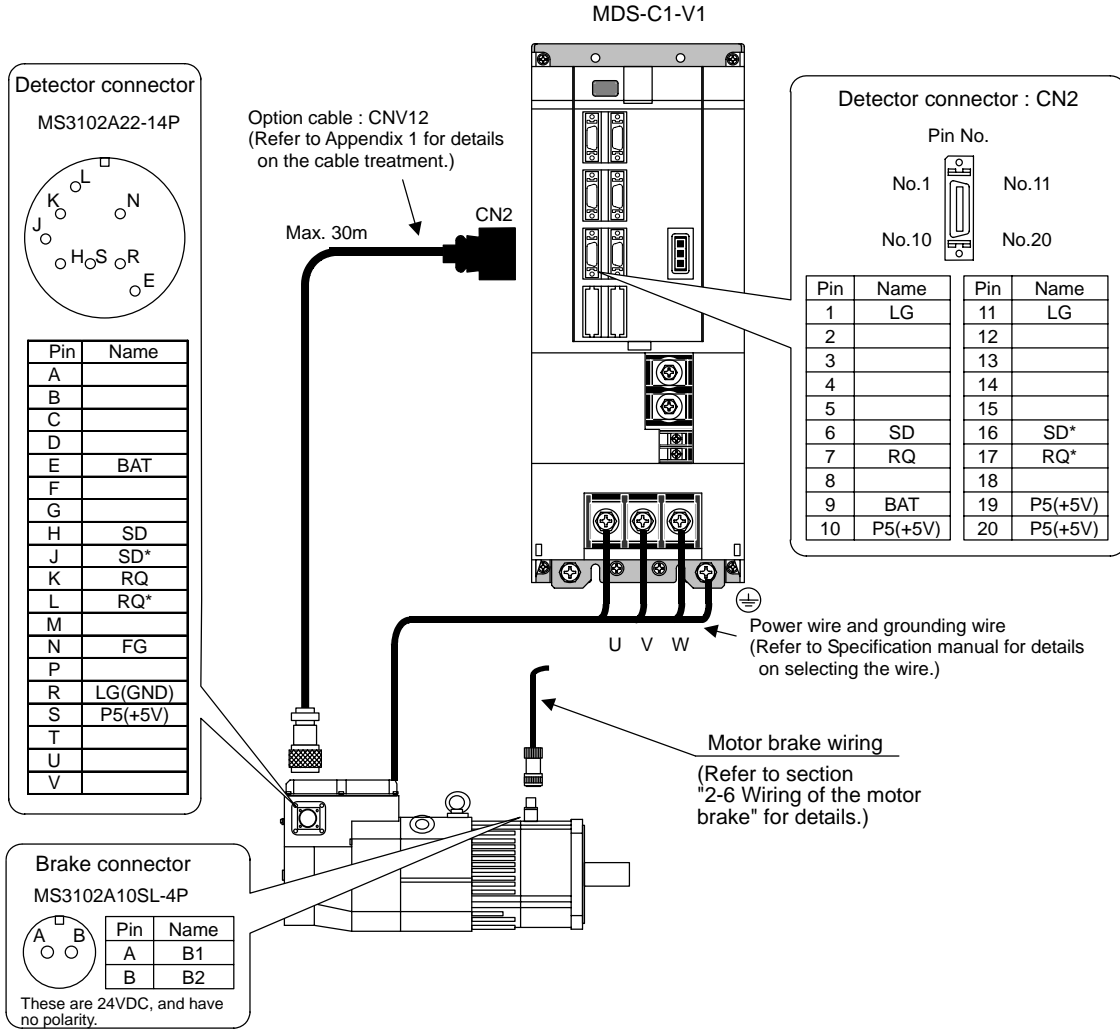 MDS-C1-V1
Detector connector
MS3102A22-14P
L
K
N
J
H
S
R
E
Pin Name
A
B
C
D
E BAT
F
G
H SD
J SD*
K RQ
L RQ*
M
N FG
P
R LG(GND)
S P5(+5V)
T
U
V
Option cable : CNV12
(Refer to Appendix 1 for details
on the cable treatment.)
CN2
Max. 30m
Detector connector : CN2
Pin No.
No.1 No.11
No.10 No.20
Pin Name Pin Name
1 LG 11 LG
2 12
3 13
4 14
5 15
6 SD 16 SD*
7 RQ 17 RQ*
8 18
9 BAT 19 P5(+5V)
10 P5(+5V) 20 P5(+5V)
U V W
Power wire and grounding wire
(Refer to Specification manual for details
on selecting the wire.)
Motor brake wiring
(Refer to section
"2-6 Wiring of the motor
brake" for details.)
Brake connector
MS3102A10SL-4P
A B
Pin Name
A B1
B B2
These are 24VDC, and have
no polarity.